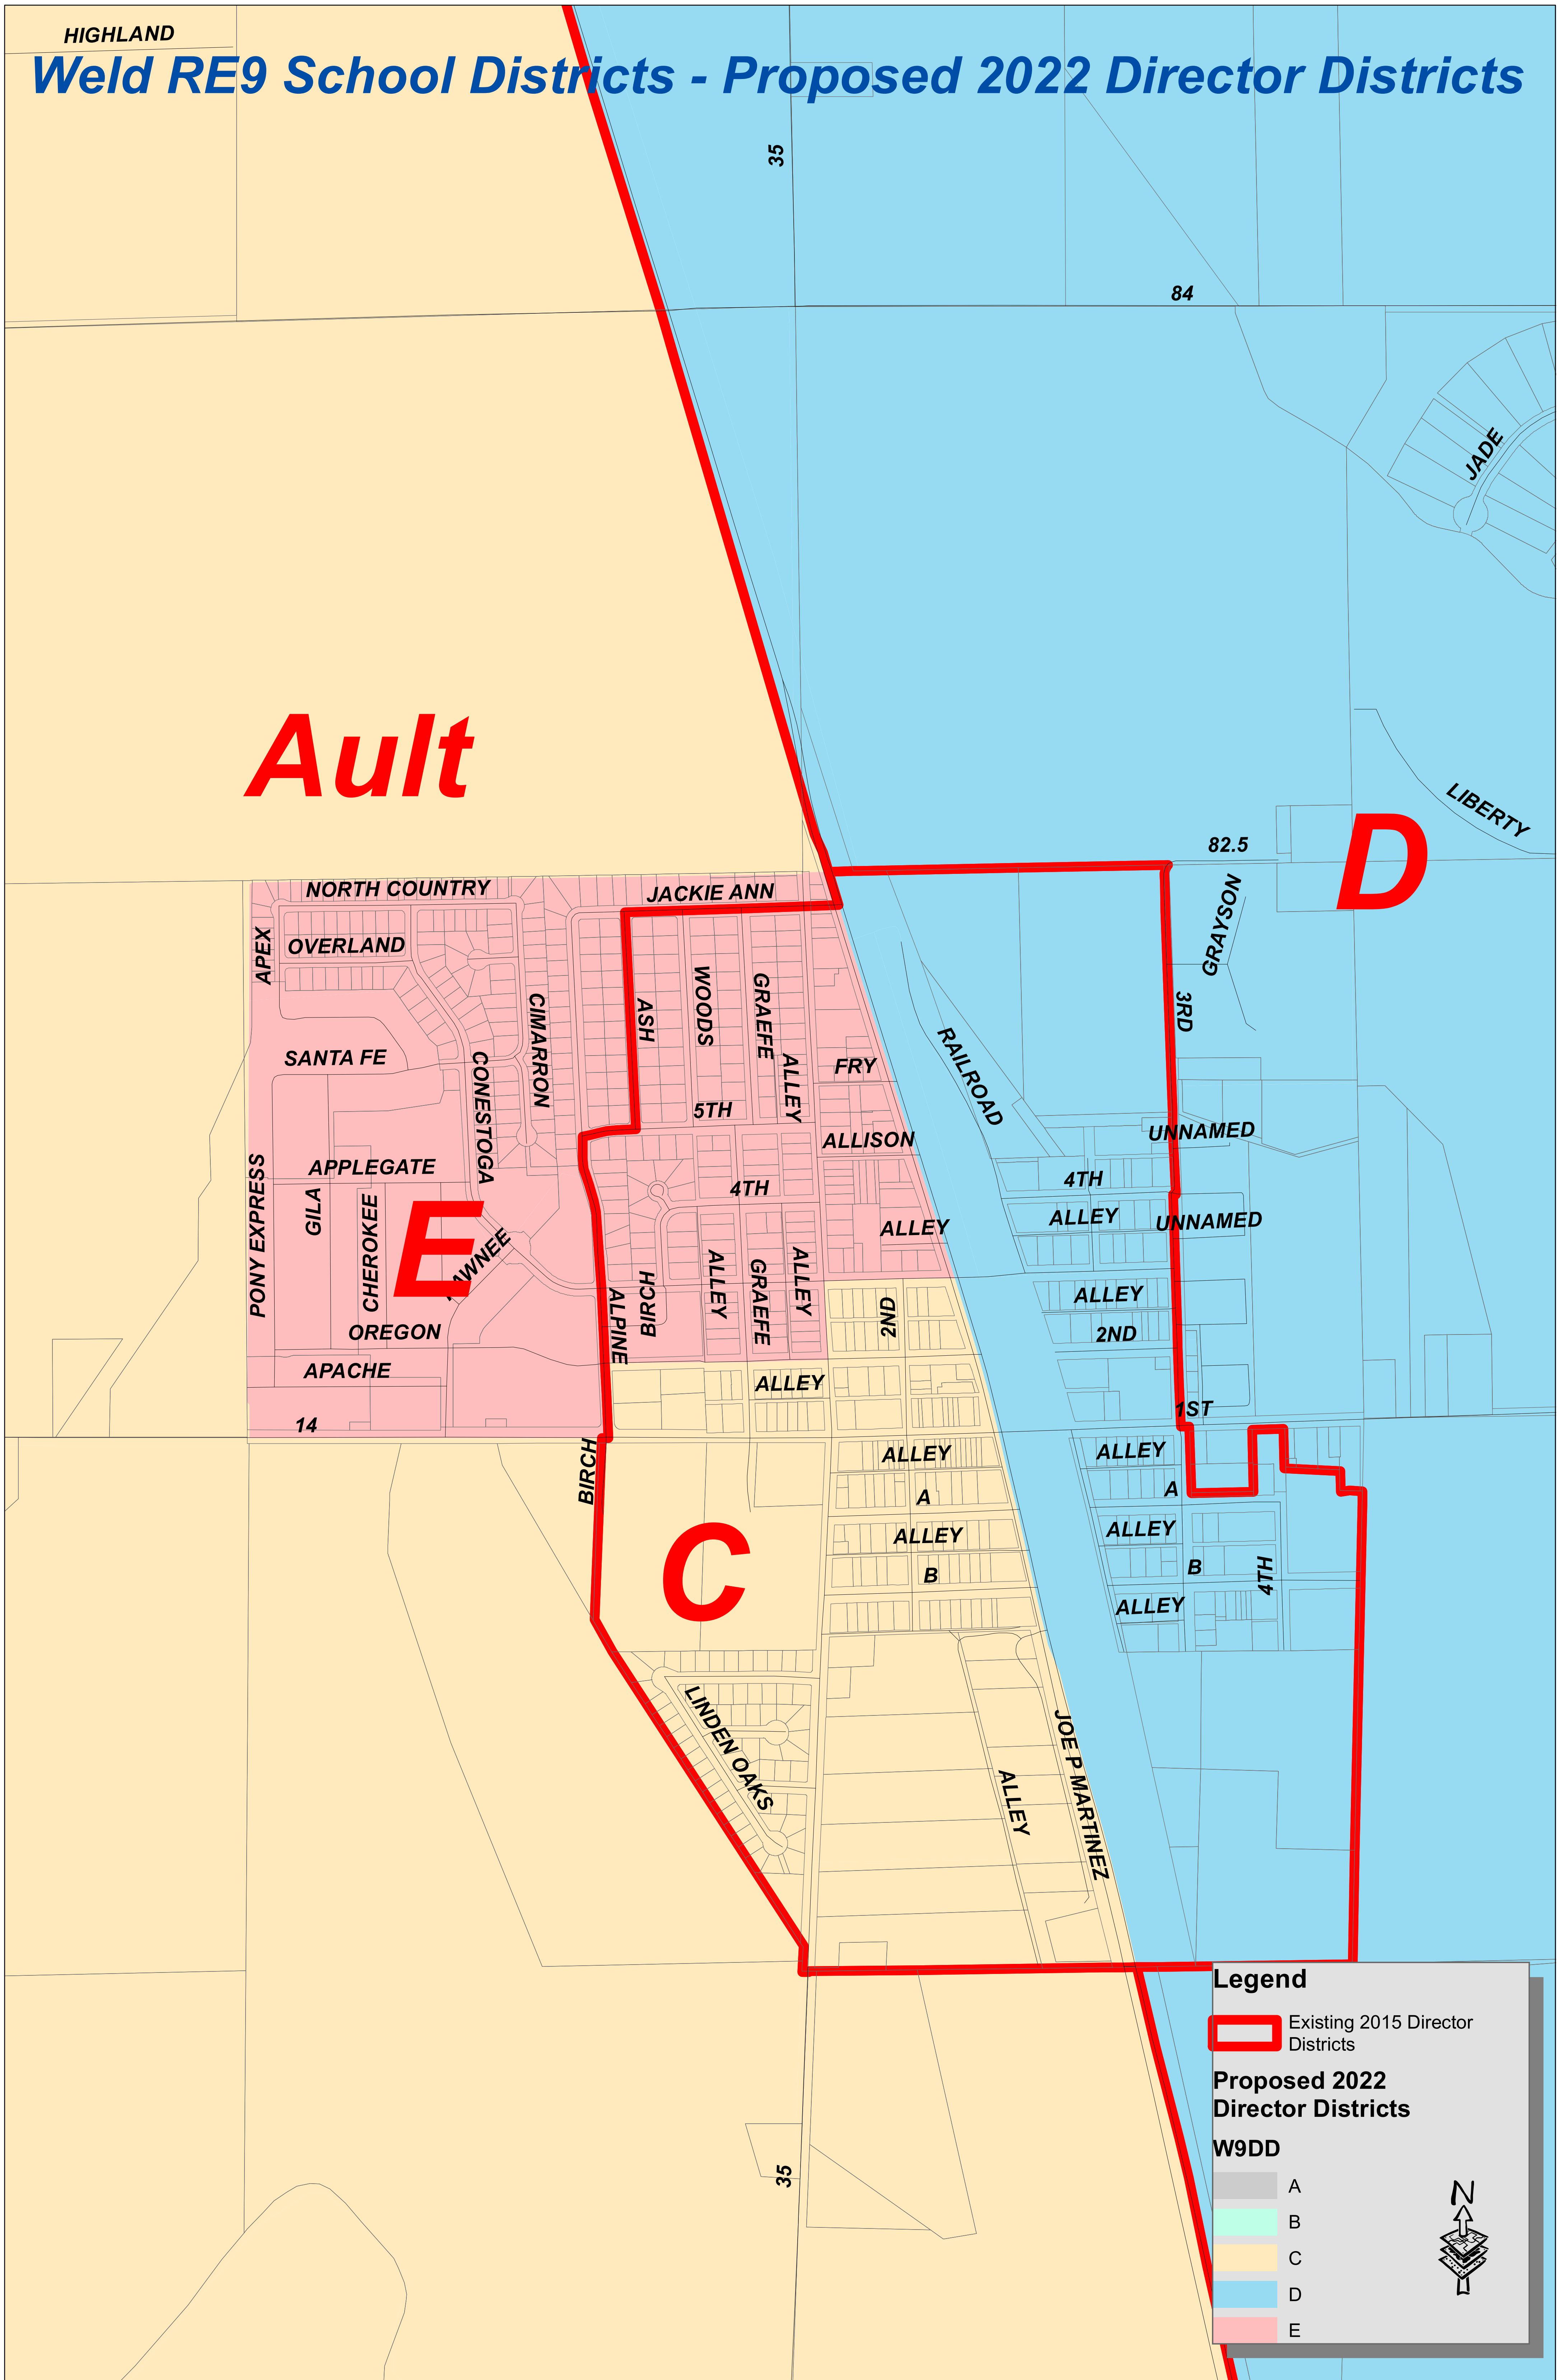 HIGHLAND
Weld RE9 School Districts - Proposed 2022 Director Districts
35
84
JADE
Ault
LIBERTY
82.5
D
NORTH COUNTRY
JACKIE ANN
GRAYSON
OVERLAND
APEX
WOODS
GRAEFE
3RD
ASH
CIMARRON
SANTA FE
CONESTOGA
ALLEY
FRY
RAILROAD
5TH
ALLISON
UNNAMED
APPLEGATE
4TH
4TH
PONY EXPRESS
GILA
CHEROKEE
E
ALLEY
ALLEY
UNNAMED
BIRCH
ALLEY
GRAEFE
ALLEY
ALLEY
2ND
2ND
OREGON
ALPINE
APACHE
ALLEY
14
1ST
BIRCH
ALLEY
ALLEY
A
A
C
ALLEY
ALLEY
B
B
4TH
ALLEY
LINDEN OAKS
ALLEY
JOE P MARTINEZ
35
Legend
Existing 2015 Director
Districts
Proposed 2022
Director Districts
W9DD
A
B
C
D
E
N